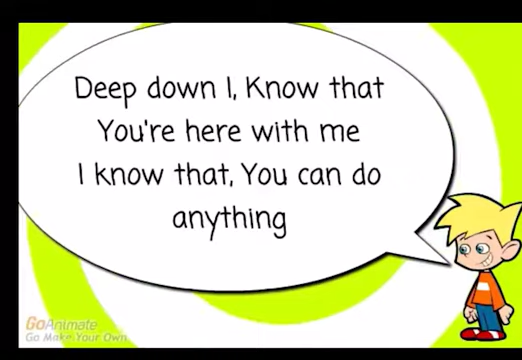 Deep down I, Know that
You're here with me
I know that, You can do
anything
GoAnimate
Go Make Your Own.